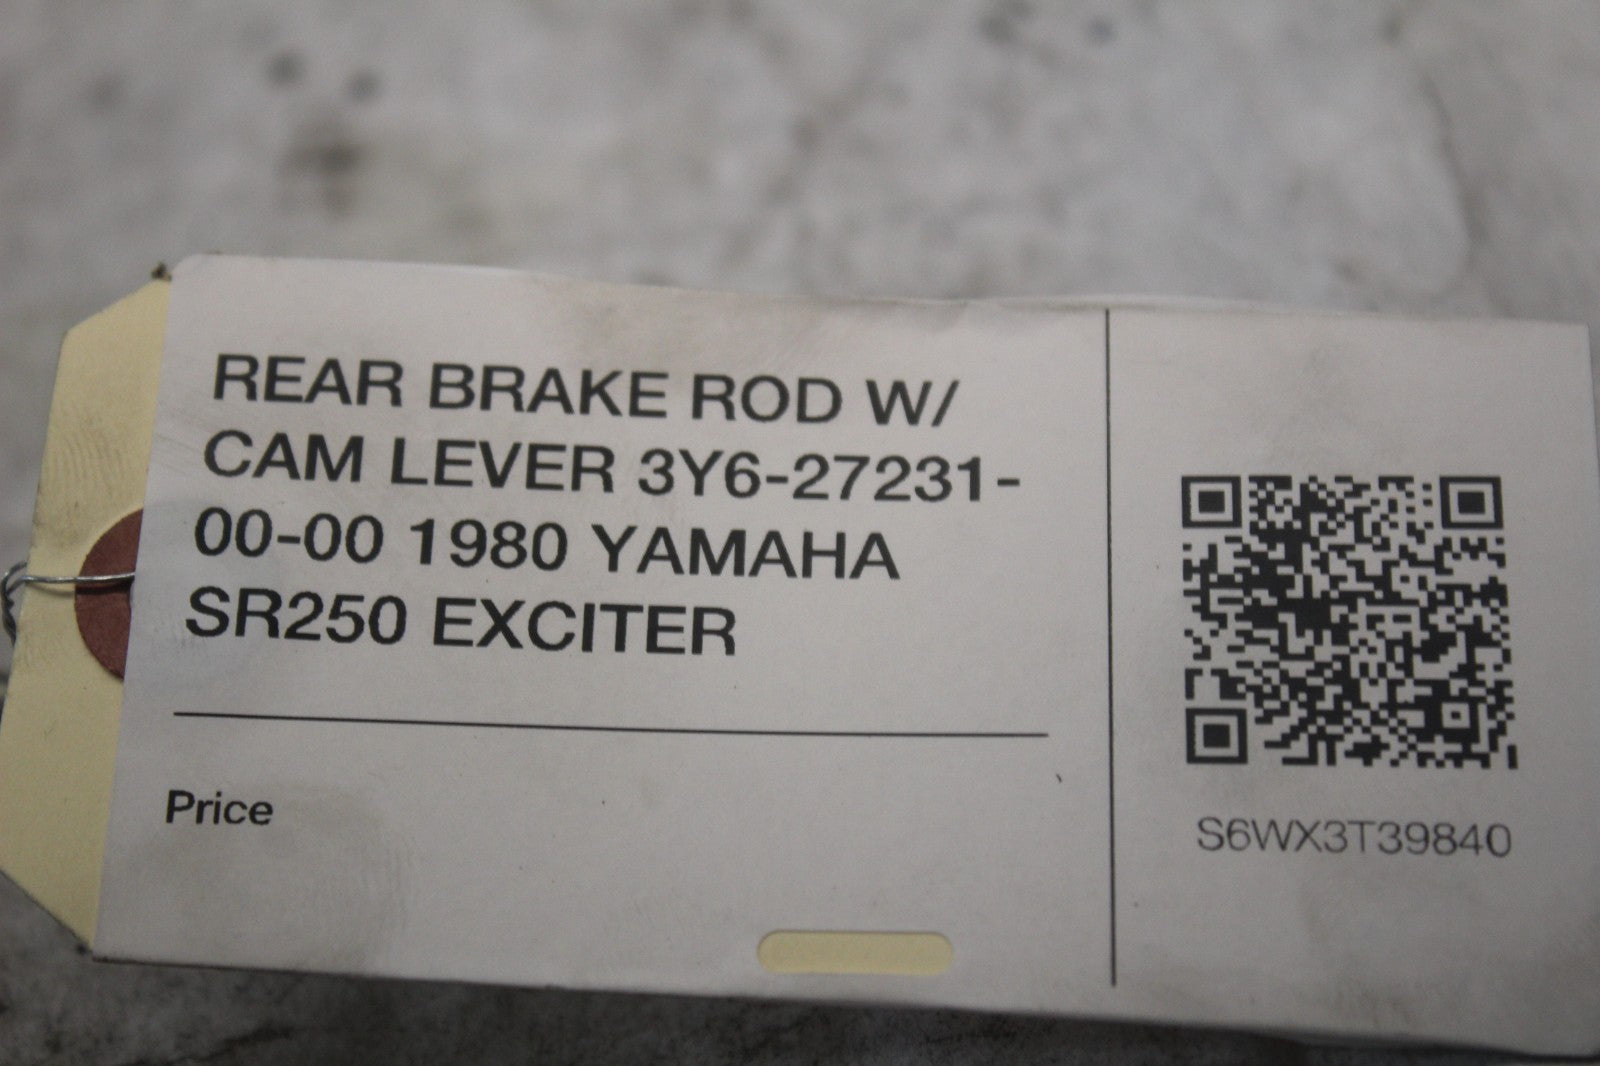 REAR BRAKE ROD W/
CAM LEVER 3Y6-27231-
00-00 1980 YAMAHA
SR250 EXCITER
Price
S6WX3T39840